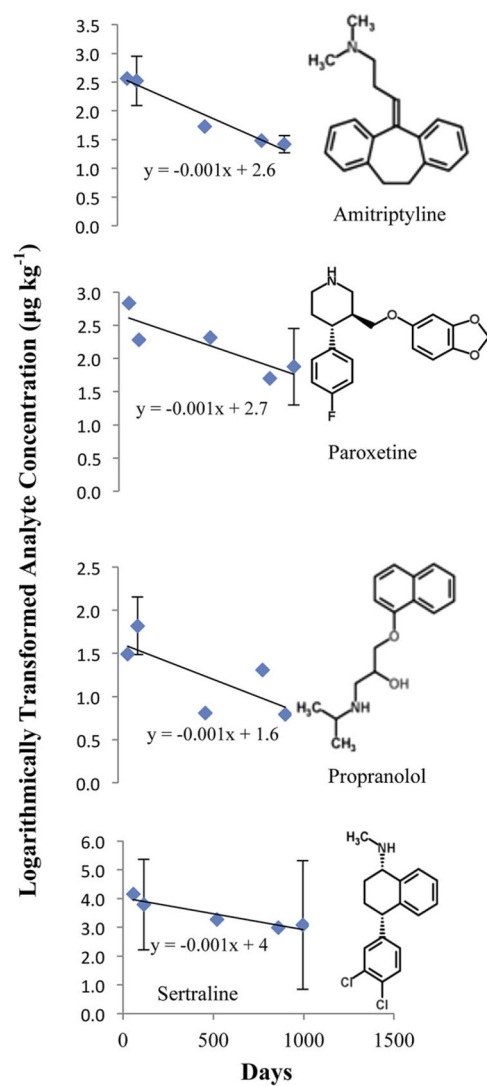 Logarithmically Transformed Analyte Concentration (µg kg-1)
3.5
3.0
2.5
2.0
1.5
1.0
0.5
0.0
y = -0.001x + 2.6
H3C
CH3
N
H3C
Amitriptyline
3.0
2.5
2.0
1.5
1.0
0.5
0.0
y = -0.001x + 2.7
HN
O
O
O
F
Paroxetine
2.5
2.0
1.5
1.0
0.5
0.0
y = -0.001x + 1.6
O
OH
H3C
NH
CH3
Propranolol
6.0
5.0
4.0
3.0
2.0
1.0
0.0
y = -0.001x + 4
Sertraline
H3C
NH
Cl
Cl
0 500 1000 1500
Days